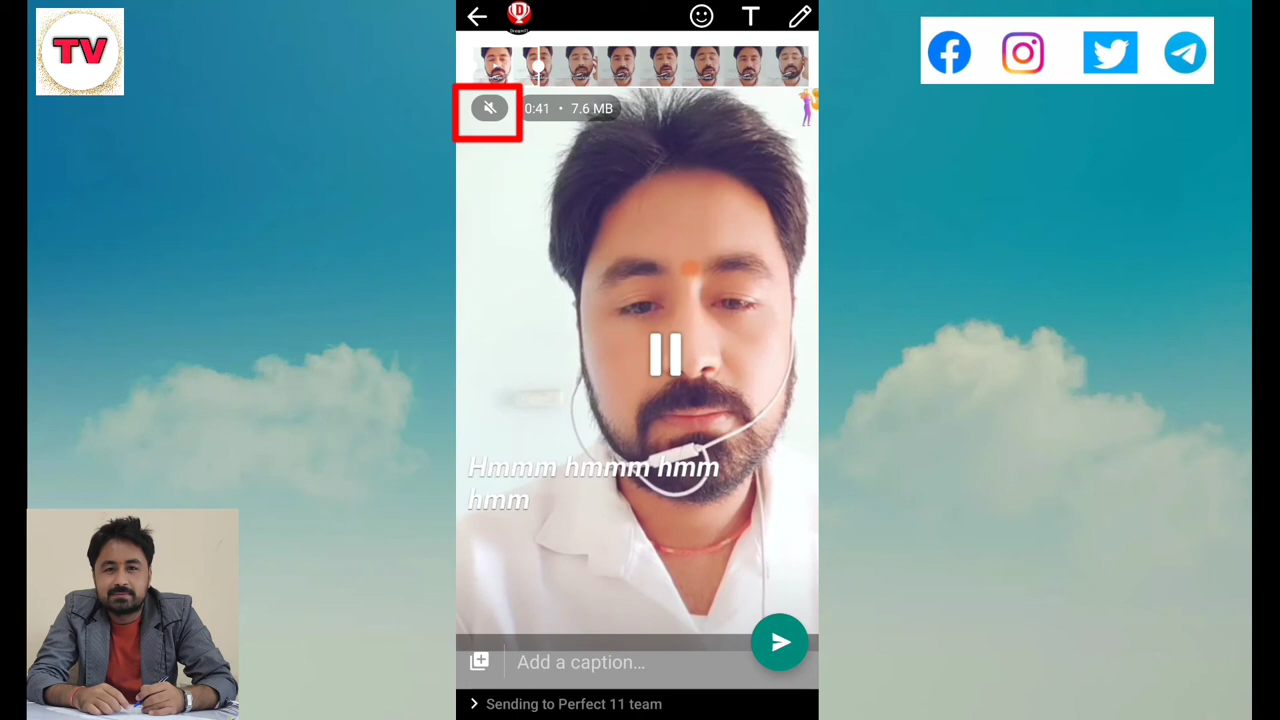 TV
T
0:41 • 7.6 MB
Hmmm hmmm hmm
hmm
Add a caption...
Sending to Perfect 11 team